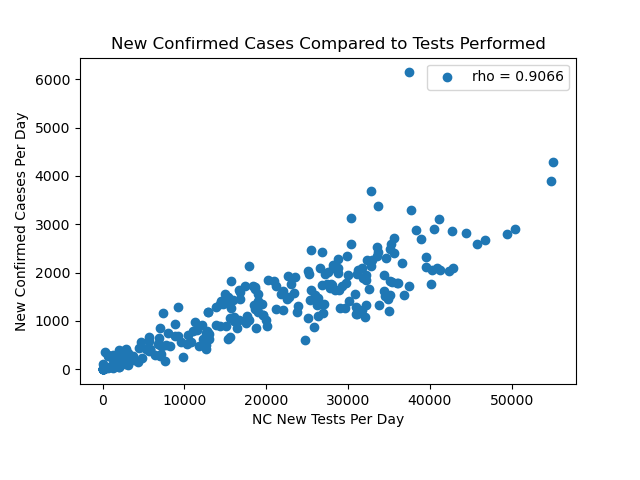 New Confirmed Cases Compared to Tests Performed
rho = 0.9066
6000
5000
4000
3000
2000
1000
0
New Confirmed Caeses Per Day
0 10000 20000 30000 40000 50000
NC New Tests Per Day